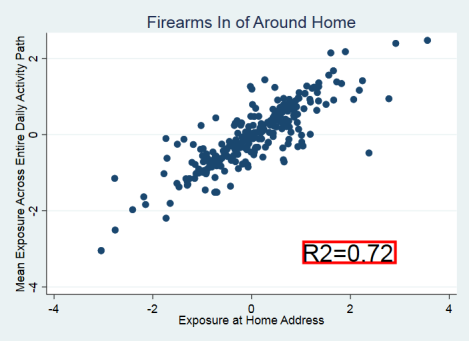 Firearms In of Around Home
Mean Exposure Across Entire Daily Activity Path
2
0
-2
-4
R2=0.72
-4 -2 0 2 4
Exposure at Home Address